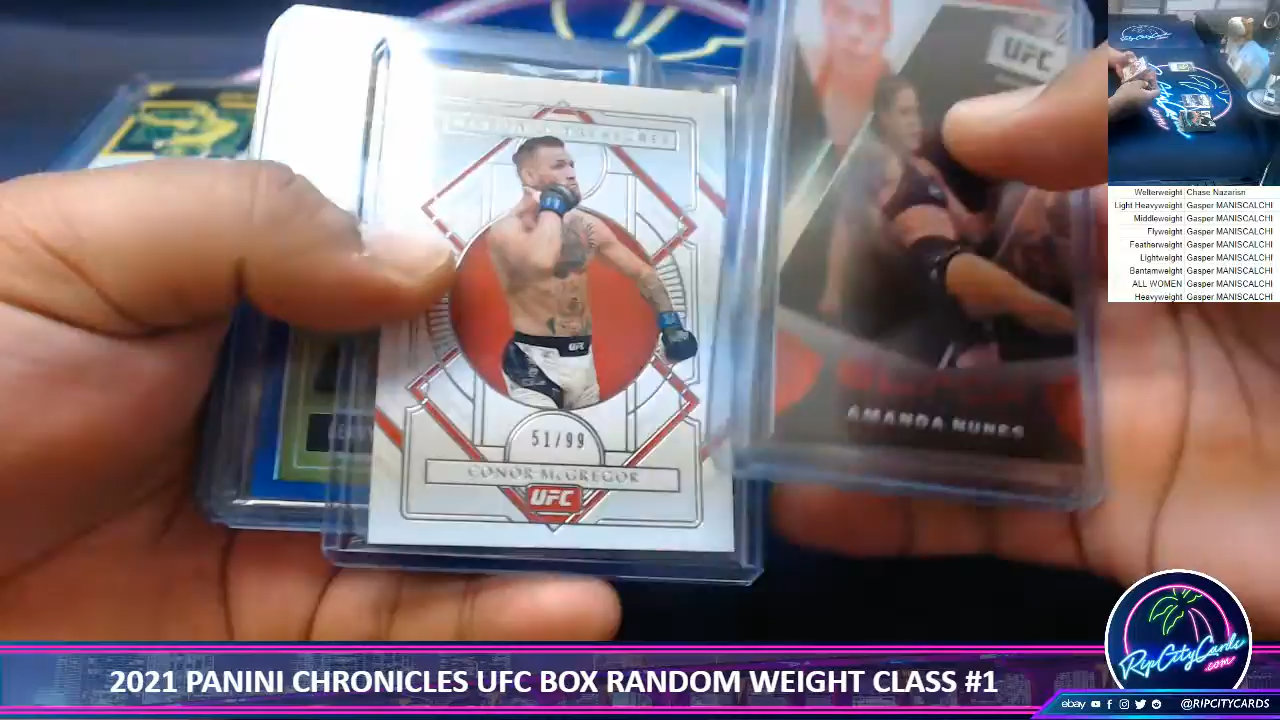 UFC
UFC
51/99
CONOR McGREGOR
UFC
AMANDA NUNES
Welterweight Chase Nazarisn
Light Heavyweight Gasper MANISCALCHI
Middleweight Gasper MANISCALCHI
Flyweight Gasper MANISCALCHI
Featherweight Gasper MANISCALCHI
Lightweight Gasper MANISCALCHI
Bantamweight Gasper MANISCALCHI
ALL WOMEN Gasper MANISCALCHI
Heavyweight Gasper MANISCALCHI
RipCityCards
.com
2021 PANINI CHRONICLES UFC BOX RANDOM WEIGHT CLASS #1
ebay @RIPCITYCARDS